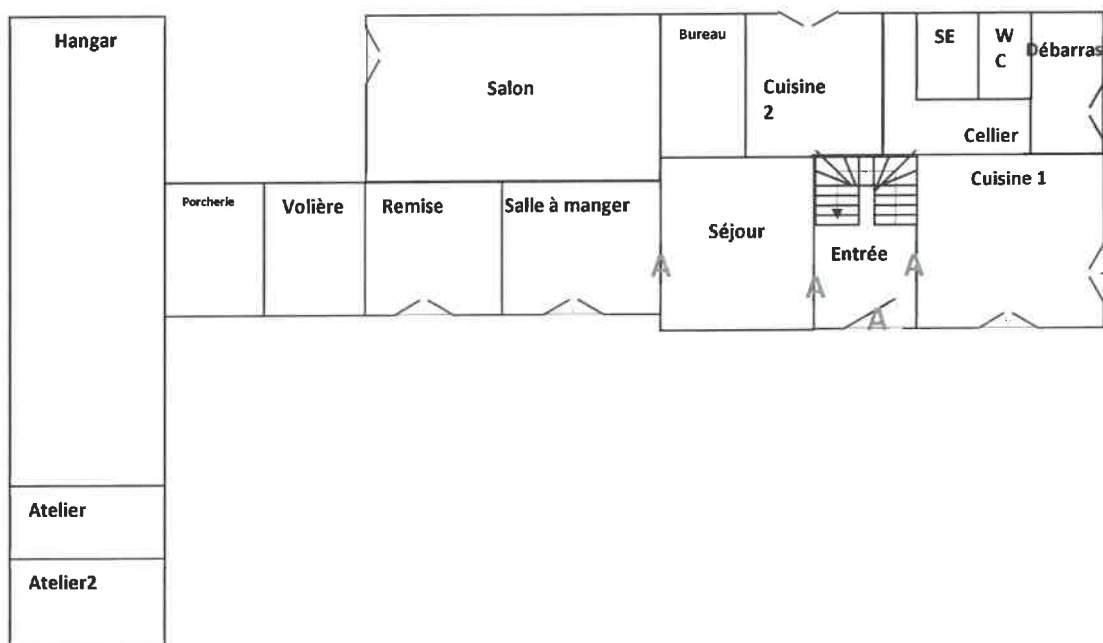 Hangar
Salon
Bureau
Cuisine
2
SE
W
C
Débarras
Cellier
Cuisine 1
Porcherie
Volière
Remise
Salle à manger
Séjour
Entrée
A
A
A
A
Atelier
Atelier2